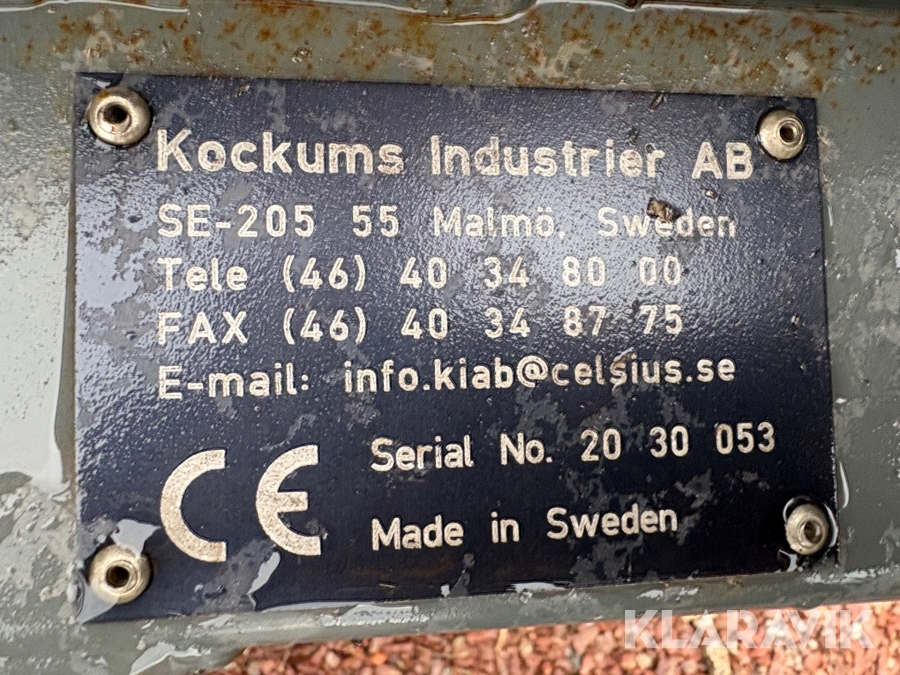 Kockums Industrier AB
SE-205 55 Malmö, Sweden
Tele (46) 40 34 80 00
FAX (46) 40 34 87 75
E-mail: info.kiab@celsius.se
CE
Serial No. 20 30 053
Made in Sweden
KLARAVIK